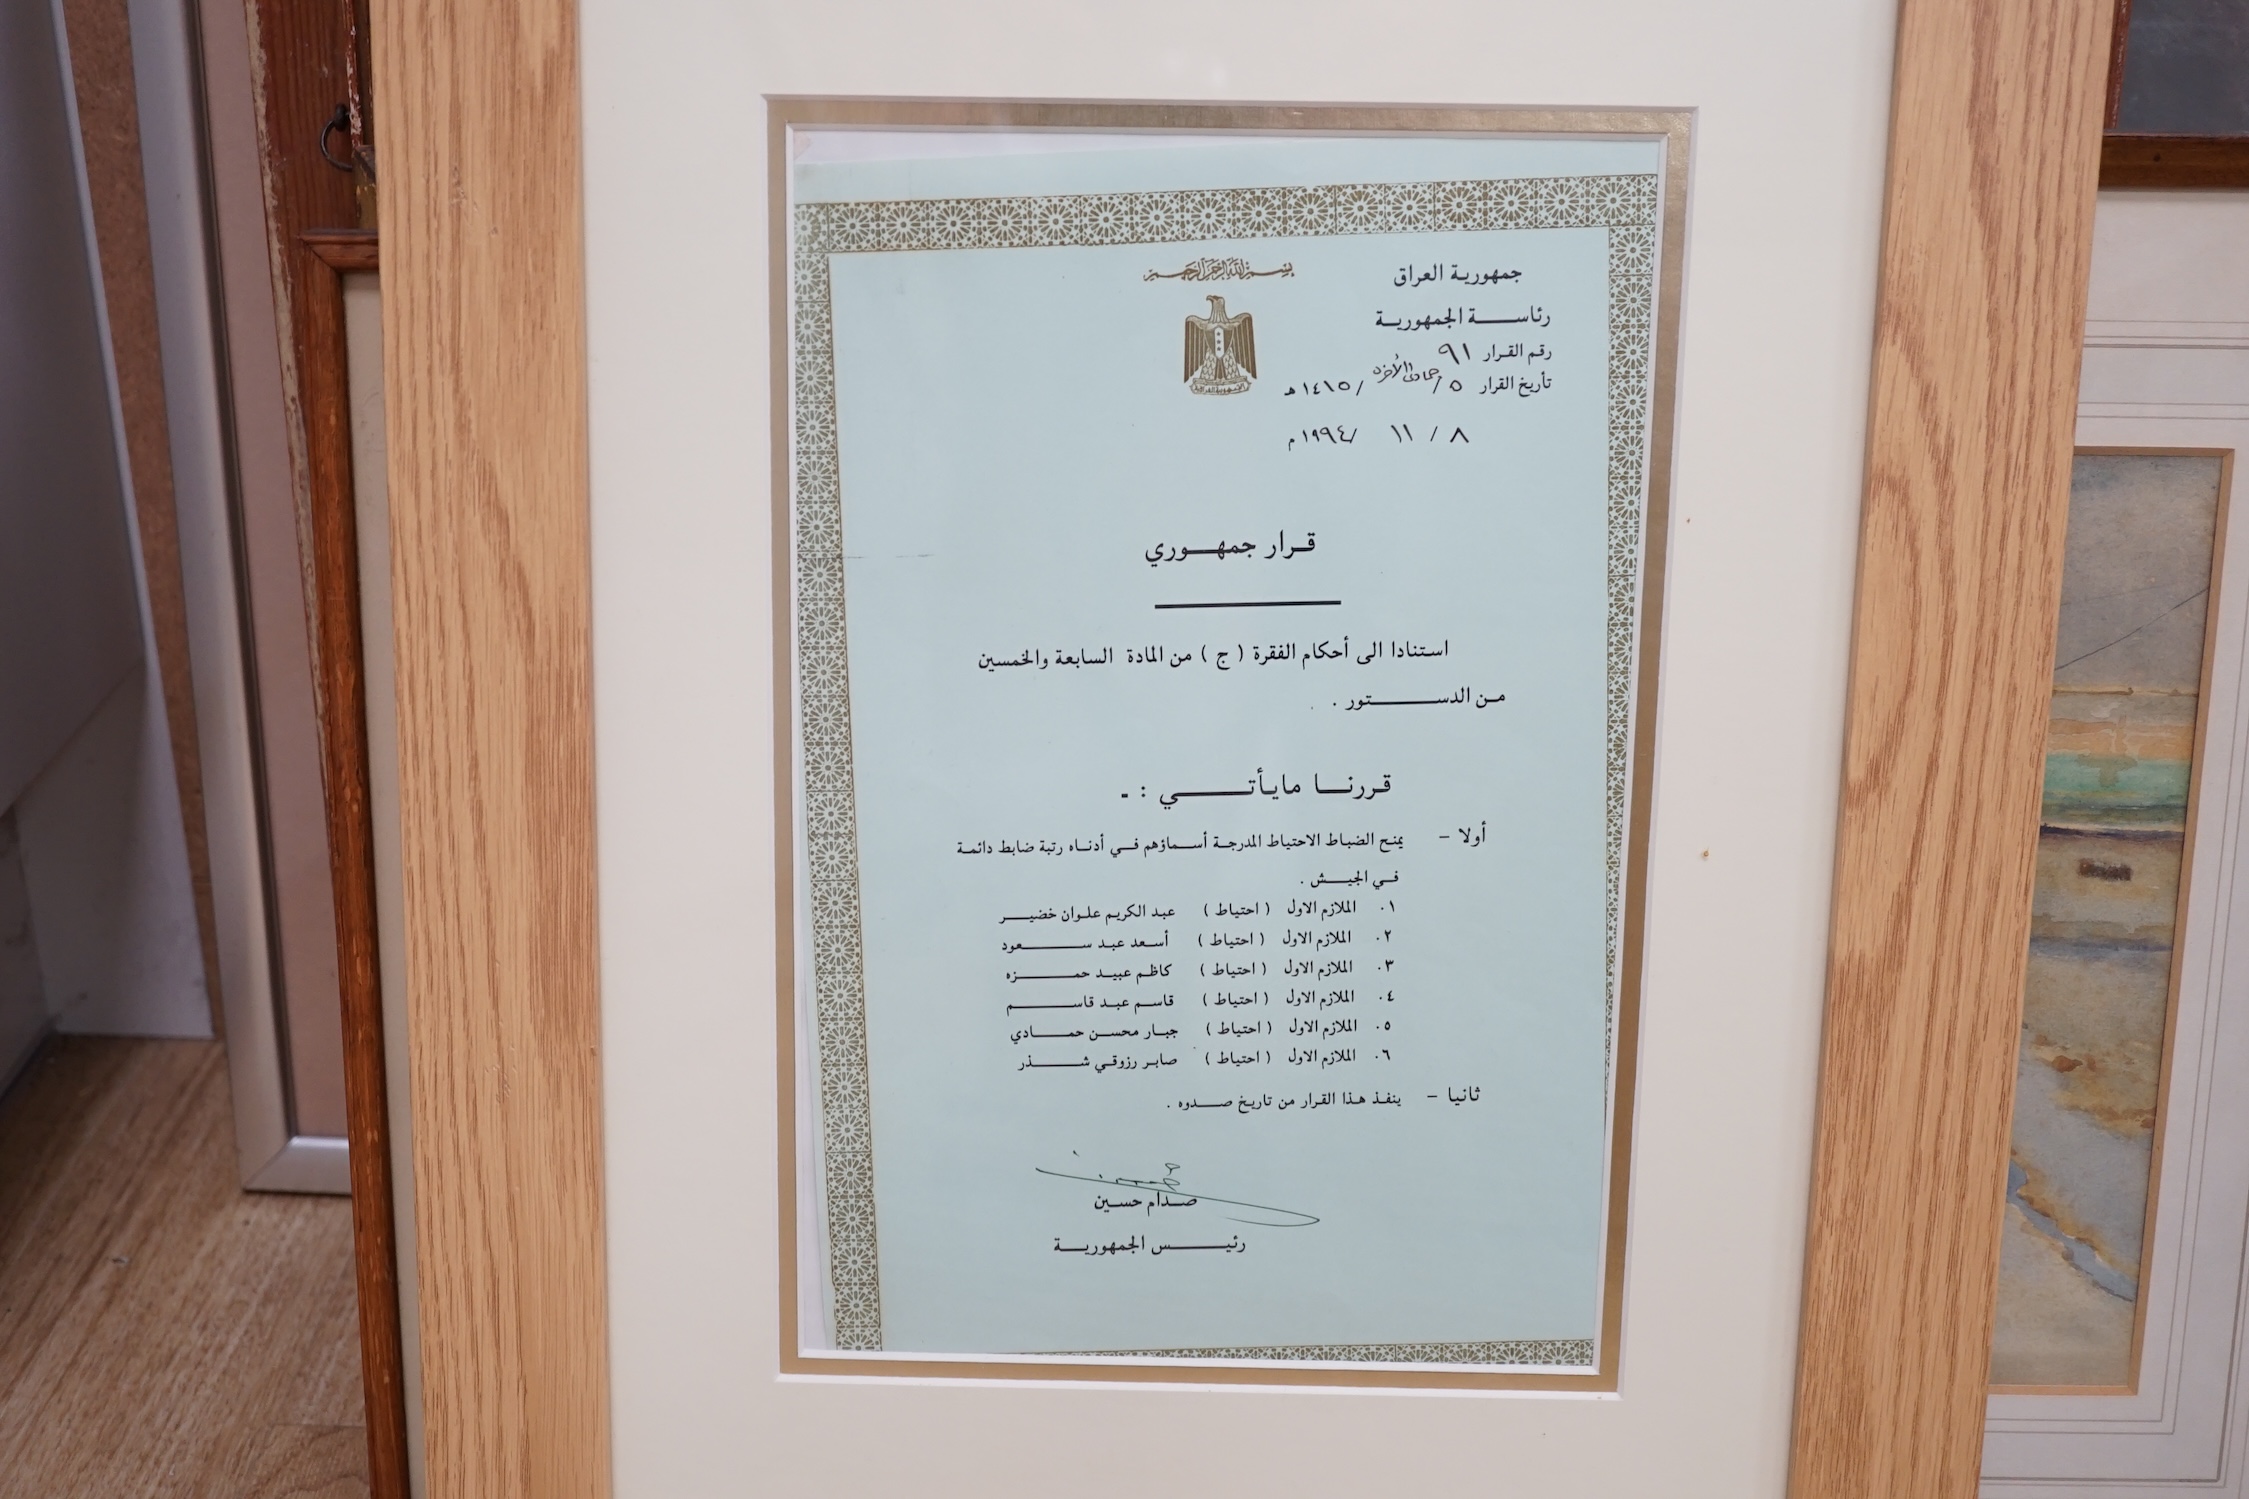 بسم الله الرحمن الرحيم
جمهورية العراق
رئاسة الجمهورية
رقم القرار ٩١
تأريخ القرار ٥ / جمادى الآخرة / ١٤١٥ هـ
٨ / ١١ / ١٩٩٤ م
قرار جمهوري
استنادا الى أحكام الفقرة ( ج ) من المادة السابعة والخمسين
من الدستور .
قررنا مايأتي : -
أولا - يمنح الضباط الاحتياط المدرجة أسماؤهم في أدناه رتبة ضابط دائمة
في الجيش .
١. الملازم الاول ( احتياط ) عبد الكريم علوان خضير
٢. الملازم الاول ( احتياط ) أسعد عبد سعود
٣. الملازم الاول ( احتياط ) كاظم عبيد حمزه
٤. الملازم الاول ( احتياط ) قاسم عبد قاسم
٥. الملازم الاول ( احتياط ) جبار محسن حمادي
٦. الملازم الاول ( احتياط ) صابر رزوقي شذر
ثانيا - ينفذ هذا القرار من تاريخ صدوه .
صدام حسين
رئيس الجمهورية